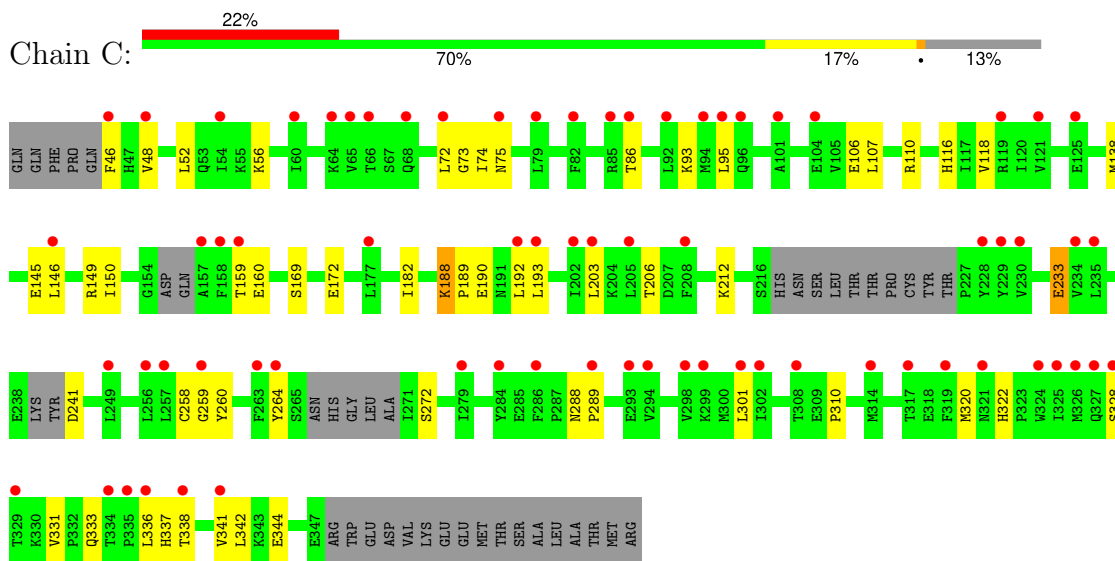 22%
Chain C:
70% 17% • 13%
GLN GLN PHE PRO GLN F46 H47 V48 L52 Q53 I54 K55 K56 I60 K64 V65 T66 S67 Q68 L72 G73 I74 N75 L79 F82 R85 T86 L92 K93 M94 L95 Q96 A101 E104 V105 E106 L107 R110 H116 I117 V118 R119 I120 V121 E125 M138
E145 L146 R149 I150 G154 ASP GLN A157 F158 T159 E160 S169 E172 L177 I182 K188 P189 E190 N191 L192 L193 I202 L203 K204 L205 T206 D207 F208 K212 S216 HIS ASN SER LEU THR THR PRO CYS TYR THR P227 Y228 Y229 V230 E233 V234 L235
E238 LYS TYR D241 L249 L256 L257 C258 G259 Y260 F263 Y264 S265 ASN HIS GLY LEU ALA I271 S272 I279 Y284 E285 F286 P287 N288 P289 E293 V294 V298 K299 M300 L301 I302 T308 E309 P310 M314 T317 E318 F319 M320 N321 H322 P323 W324 I325 M326 Q327 S328
T329 K330 V331 P332 Q333 T334 P335 L336 H337 T338 V341 L342 K343 E344 E347 ARG TRP GLU ASP VAL LYS GLU GLU MET THR SER ALA LEU ALA THR MET ARG